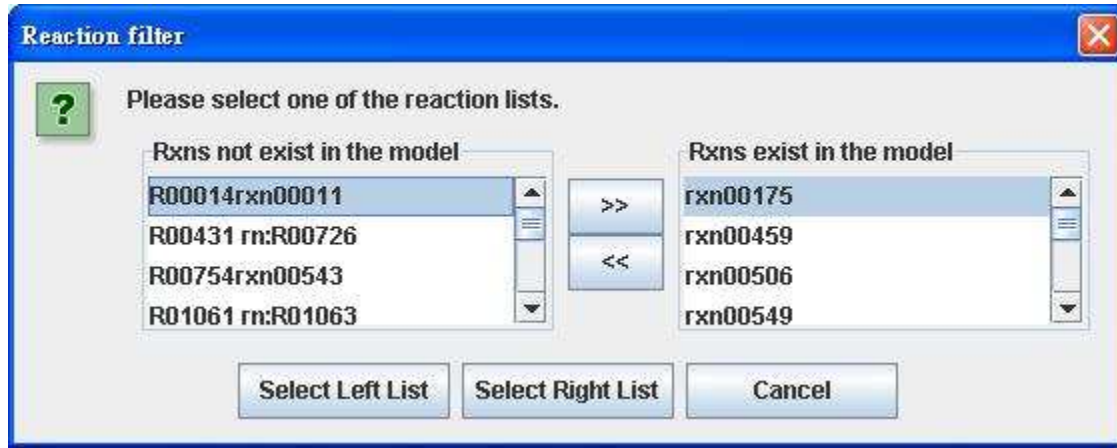 Reaction filter
?
Please select one of the reaction lists.
Rxns not exist in the model
R00014rxn00011
R00431 rn:R00726
R00754rxn00543
R01061 rn:R01063
>>
<<
Rxns exist in the model
rxn00175
rxn00459
rxn00506
rxn00549
Select Left List
Select Right List
Cancel